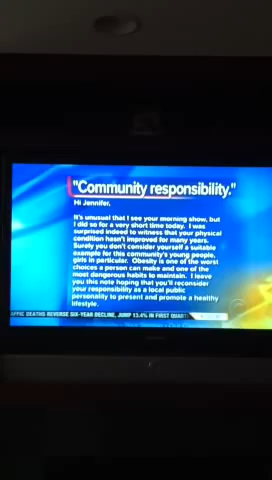 "Community responsibility."
Hi Jennifer,
It's unusual that I see your morning show, but
I did so for a very short time today. I was
surprised indeed to witness that your physical
condition hasn't improved for many years.
Surely you don't consider yourself a suitable
example for this community's young people,
girls in particular. Obesity is one of the worst
choices a person can make and one of the
most dangerous habits to maintain. I leave
you this note hoping that you'll reconsider
your responsibility as a local public
personality to present and promote a healthy
lifestyle.
AFFIC DEATHS REVERSE SIX-YEAR DECLINE, JUMP 13.4% IN FIRST QUART